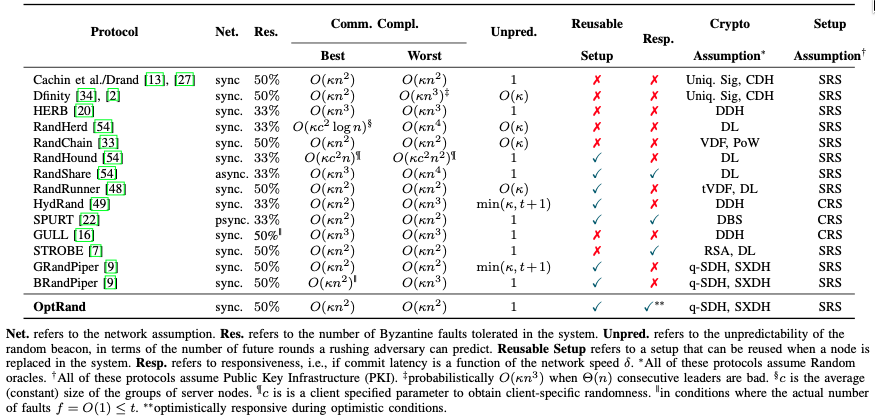 Protocol Net. Res. Comm. Compl. Unpred. Reusable Resp. Crypto Setup
Best Worst Setup Assumption* Assumption†
Cachin et al./Drand [13], [27] sync 50% O(κn²) O(κn²) 1 ✗ ✗ Uniq. Sig, CDH SRS
Dfinity [34], [2] sync. 50% O(κn²) O(κn³)‡ O(κ) ✗ ✗ Uniq. Sig, CDH SRS
HERB [20] sync. 33% O(κn³) O(κn³) 1 ✗ ✗ DDH SRS
RandHerd [54] sync. 33% O(κc² log n)§ O(κn⁴) O(κ) ✗ ✗ DL SRS
RandChain [33] sync. 50% O(κn²) O(κn²) O(κ) ✗ ✗ VDF, PoW SRS
RandHound [54] sync. 33% O(κc²n)¶ O(κc²n²)¶ 1 ✓ ✗ DL SRS
RandShare [54] async. 33% O(κn³) O(κn⁴) 1 ✓ ✓ DL SRS
RandRunner [48] sync. 50% O(κn²) O(κn²) O(κ) ✓ ✗ tVDF, DL SRS
HydRand [49] sync. 33% O(κn²) O(κn³) min(κ, t+1) ✓ ✗ DDH CRS
SPURT [22] psync. 33% O(κn²) O(κn²) 1 ✓ ✓ DBS CRS
GULL [16] sync. 50%‖ O(κn²) O(κn³) 1 ✗ ✗ DDH CRS
STROBE [7] sync. 50% O(κn²) O(κn²) 1 ✗ ✓ RSA, DL SRS
GRandPiper [9] sync. 50% O(κn²) O(κn²) min(κ, t+1) ✓ ✗ q-SDH, SXDH SRS
BRandPiper [9] sync. 50% O(κn²)‖ O(κn³) 1 ✓ ✗ q-SDH, SXDH SRS
OptRand sync. 50% O(κn²) O(κn²) 1 ✓ ✓** q-SDH, SXDH SRS
Net. refers to the network assumption. Res. refers to the number of Byzantine faults tolerated in the system. Unpred. refers to the unpredictability of the
random beacon, in terms of the number of future rounds a rushing adversary can predict. Reusable Setup refers to a setup that can be reused when a node is
replaced in the system. Resp. refers to responsiveness, i.e., if commit latency is a function of the network speed δ. *All of these protocols assume Random
oracles. †All of these protocols assume Public Key Infrastructure (PKI). ‡probabilistically O(κn³) when Θ(n) consecutive leaders are bad. §c is the average
(constant) size of the groups of server nodes. ¶c is is a client specified parameter to obtain client-specific randomness. ‖in conditions where the actual number
of faults f = O(1) ≤ t. **optimistically responsive during optimistic conditions.